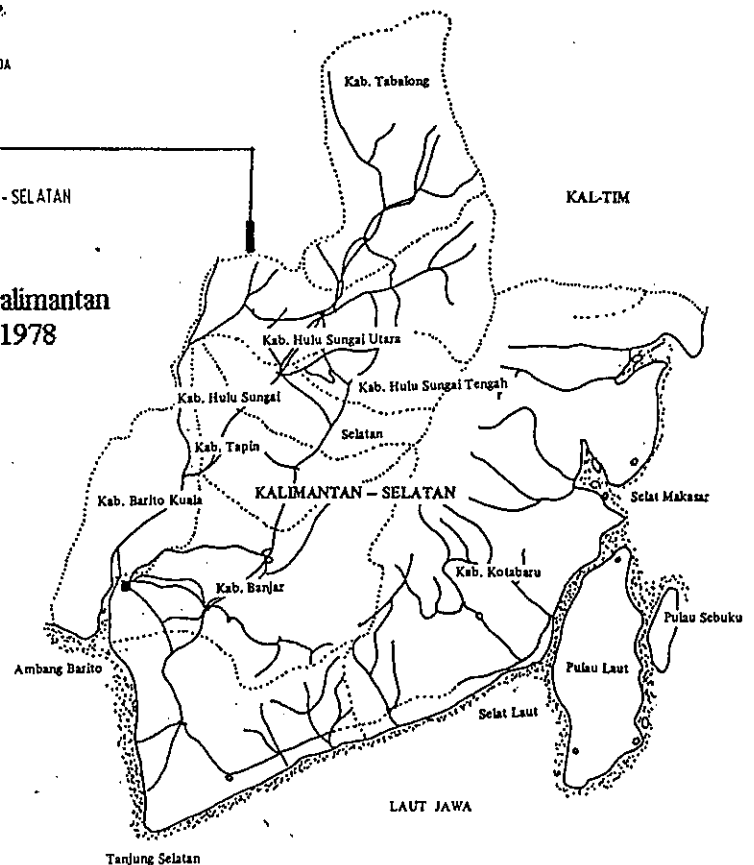 - SELATAN
alimantan
1978
Kab. Tabalong
KAL-TIM
Kab. Hulu Sungai Utara
Kab. Hulu Sungai Tengah
Kab. Hulu Sungai
Selatan
Kab. Tapin
Kab. Barito Kuala
KALIMANTAN – SELATAN
Selat Makasar
Kab. Banjar
Kab. Kotabaru
Pulau Sebuku
Ambang Barito
Pulau Laut
Selat Laut
LAUT JAWA
Tanjung Selatan